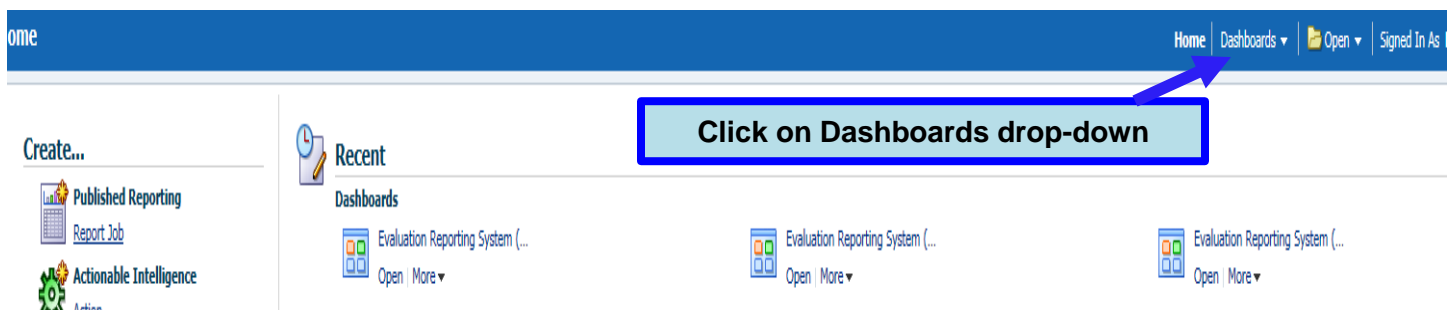 ome
Home Dashboards ▾ Open ▾ Signed In As
Click on Dashboards drop-down
Create...
Recent
Published Reporting
Dashboards
Report Job
Evaluation Reporting System (... Evaluation Reporting System (... Evaluation Reporting System (...
Open | More ▾ Open | More ▾ Open | More ▾
Actionable Intelligence
Action